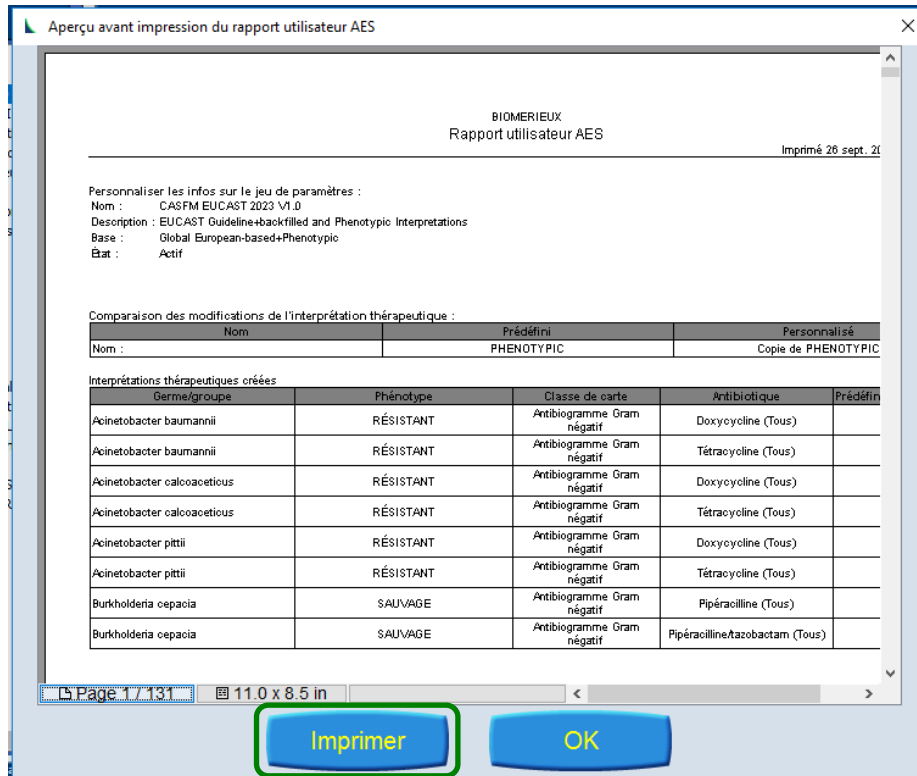 Aperçu avant impression du rapport utilisateur AES
BIOMERIEUX
Rapport utilisateur AES
Imprimé 26 sept. 20
Personnaliser les infos sur le jeu de paramètres :
Nom : CASFM EUCAST 2023 V1.0
Description : EUCAST Guideline+backfilled and Phenotypic Interpretations
Base : Global European-based+Phenotypic
État : Actif
Comparaison des modifications de l'interprétation thérapeutique :
Nom Prédéfini Personnalisé
Nom : PHENOTYPIC Copie de PHENOTYPIC
Interprétations thérapeutiques créées
Germe/groupe Phénotype Classe de carte Antibiotique Prédéfin
Acinetobacter baumannii RÉSISTANT Antibiogramme Gram négatif Doxycycline (Tous)
Acinetobacter baumannii RÉSISTANT Antibiogramme Gram négatif Tétracycline (Tous)
Acinetobacter calcoaceticus RÉSISTANT Antibiogramme Gram négatif Doxycycline (Tous)
Acinetobacter calcoaceticus RÉSISTANT Antibiogramme Gram négatif Tétracycline (Tous)
Acinetobacter pittii RÉSISTANT Antibiogramme Gram négatif Doxycycline (Tous)
Acinetobacter pittii RÉSISTANT Antibiogramme Gram négatif Tétracycline (Tous)
Burkholderia cepacia SAUVAGE Antibiogramme Gram négatif Pipéracilline (Tous)
Burkholderia cepacia SAUVAGE Antibiogramme Gram négatif Pipéracilline/tazobactam (Tous)
Page 1 / 131 11.0 x 8.5 in
Imprimer OK